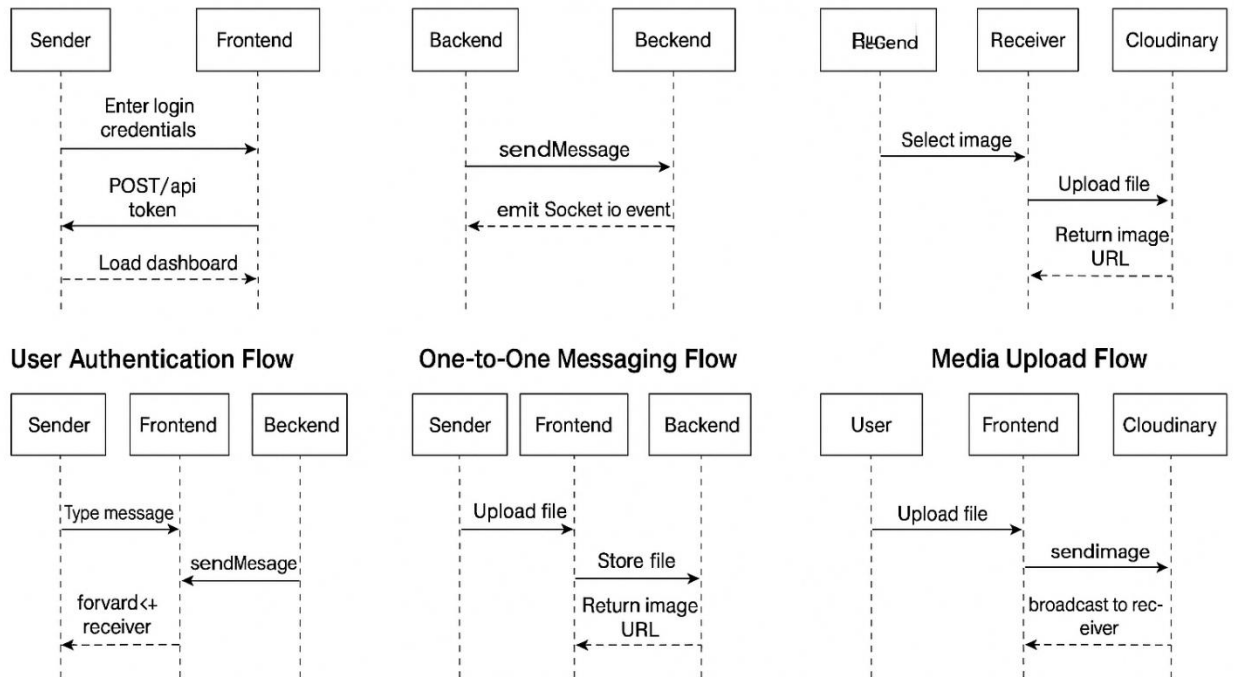 Sender
Frontend
Backend
Beckend
Receiver
Cloudinary
Enter login
credentials
POST/api
token
Load dashboard
sendMessage
emit Socket io event
Select image
Upload file
Return image
URL
User Authentication Flow
One-to-One Messaging Flow
Media Upload Flow
Sender
Frontend
Beckend
Sender
Frontend
Backend
User
Frontend
Cloudinary
Type message
sendMesage
forvard<+
receiver
Upload file
Store file
Return image
URL
Upload file
sendimage
broadcast to rec-
eiver